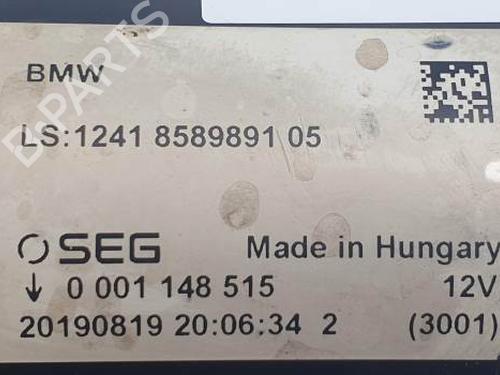 BMW
LS:1241 8589891 05
SEG Made in Hungary
0 001 148 515 12V
20190819 20:06:34 2 (3001)
B-PARTS